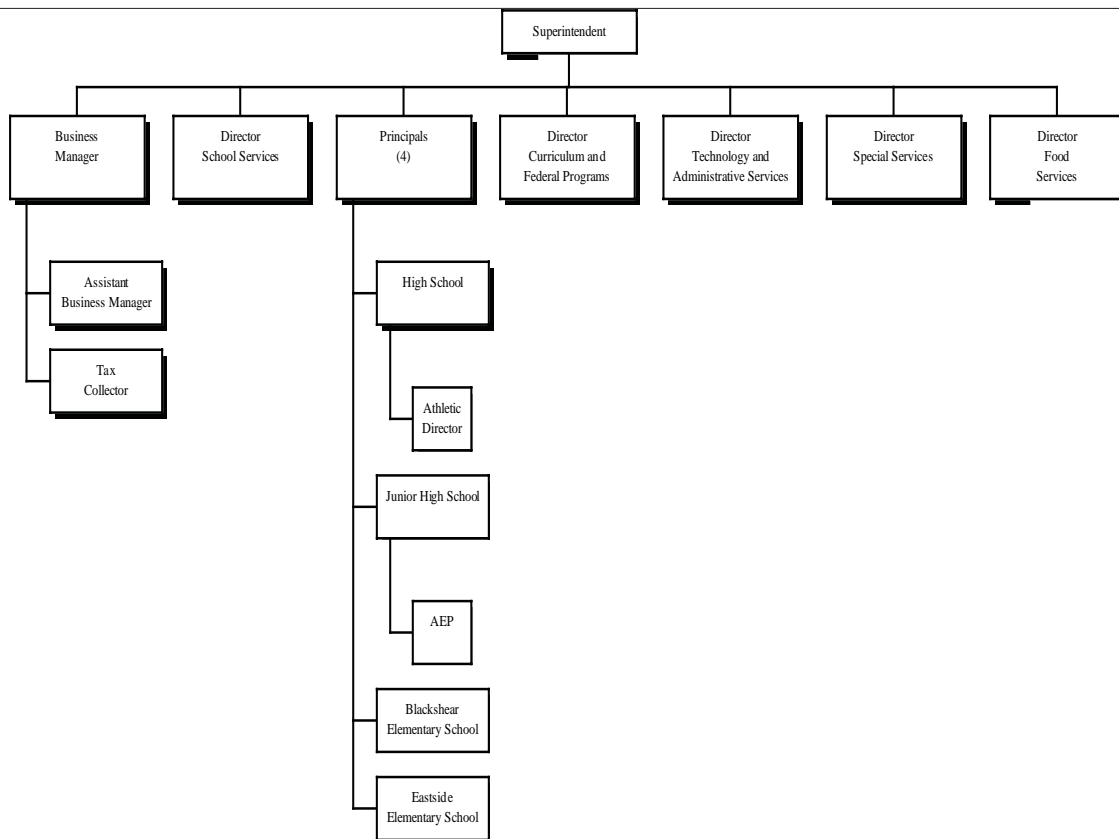 Superintendent
Business
Manager
Director
School Services
Principals
(4)
Director
Curriculum and
Federal Programs
Director
Technology and
Administrative Services
Director
Special Services
Director
Food
Services
Assistant
Business Manager
Tax
Collector
High School
Athletic
Director
Junior High School
AEP
Blackshear
Elementary School
Eastside
Elementary School